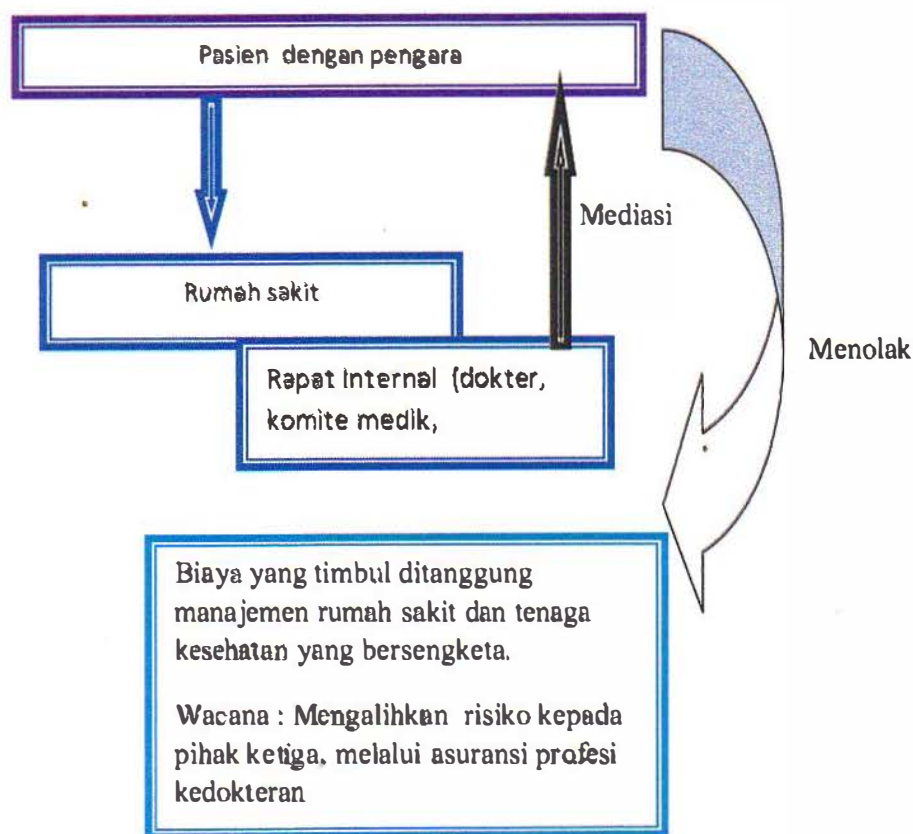 Pasien dengan pengara
Mediasi
Rumah sakit
Menolak
Rapat Internal (dokter,
komite medik,
Biaya yang timbul ditanggung
manajemen rumah sakit dan tenaga
kesehatan yang bersengketa.
Wacana : Mengalihkan risiko kepada
pihak ketiga, melalui asuransi profesi
kedokteran